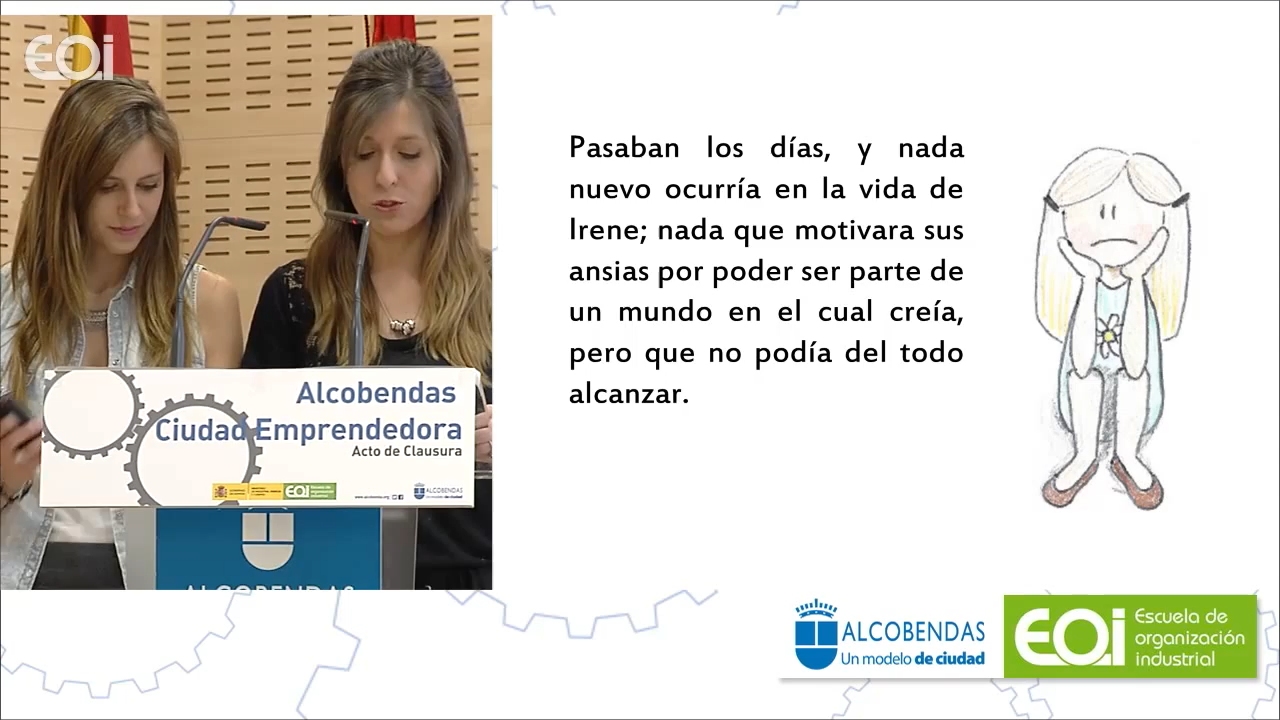 EOi
Pasaban los días, y nada
nuevo ocurría en la vida de
Irene; nada que motivara sus
ansias por poder ser parte de
un mundo en el cual creía,
pero que no podía del todo
alcanzar.
Alcobendas
Ciudad Emprendedora
Acto de Clausura
EOi
ALCOBENDAS
ALCOBENDAS
ALCOBENDAS
Un modelo de ciudad
EOi
Escuela de
organización
industrial